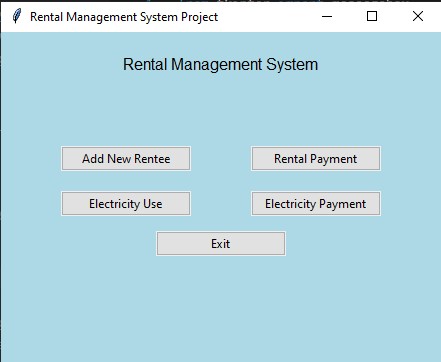 Rental Management System Project
Rental Management System
Add New Rentee
Rental Payment
Electricity Use
Electricity Payment
Exit